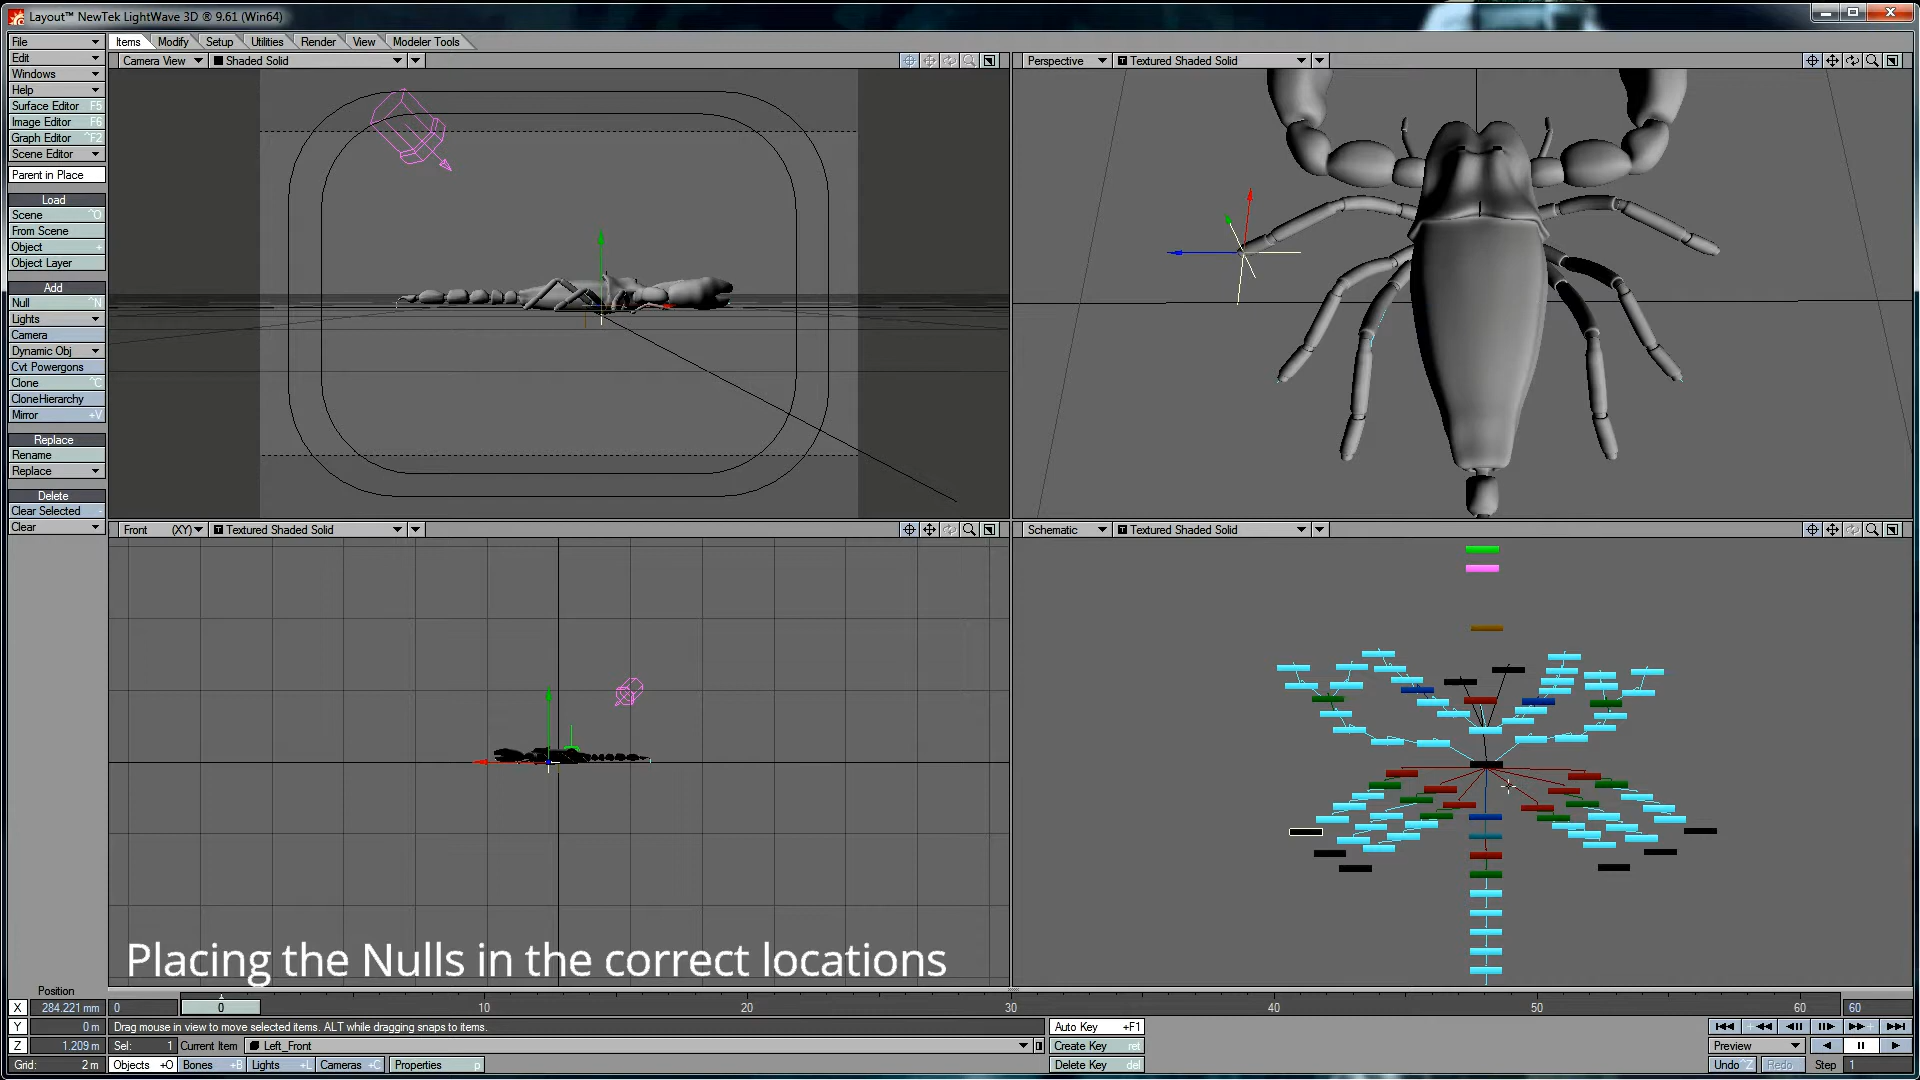 Layout™ NewTek LightWave 3D ® 9.61 (Win64)
File
Edit
Windows
Help
Surface Editor F5
Image Editor F6
Graph Editor ^F2
Scene Editor
Parent in Place
Load
Scene ^O
From Scene
Object +
Object Layer
Add
Null ^N
Lights
Camera
Dynamic Obj
Cvt Powergons
Clone ^C
CloneHierarchy
Mirror +V
Replace
Rename
Replace
Delete
Clear Selected -
Clear
Items Modify Setup Utilities Render View Modeler Tools
Camera View Shaded Solid
Perspective T Textured Shaded Solid
Front (XY) T Textured Shaded Solid
Schematic T Textured Shaded Solid
Placing the Nulls in the correct locations
Position
X 284.221 mm 0 0 10 20 30 40 50 60 60
Y 0 m Drag mouse in view to move selected items. ALT while dragging snaps to items. Auto Key +F1
Z 1.209 m Sel: 1 Current Item Left_Front Create Key ret Preview
Grid: 2 m Objects +O Bones +B Lights +L Cameras +C Properties p Delete Key del Undo ^Z Redo Step 1